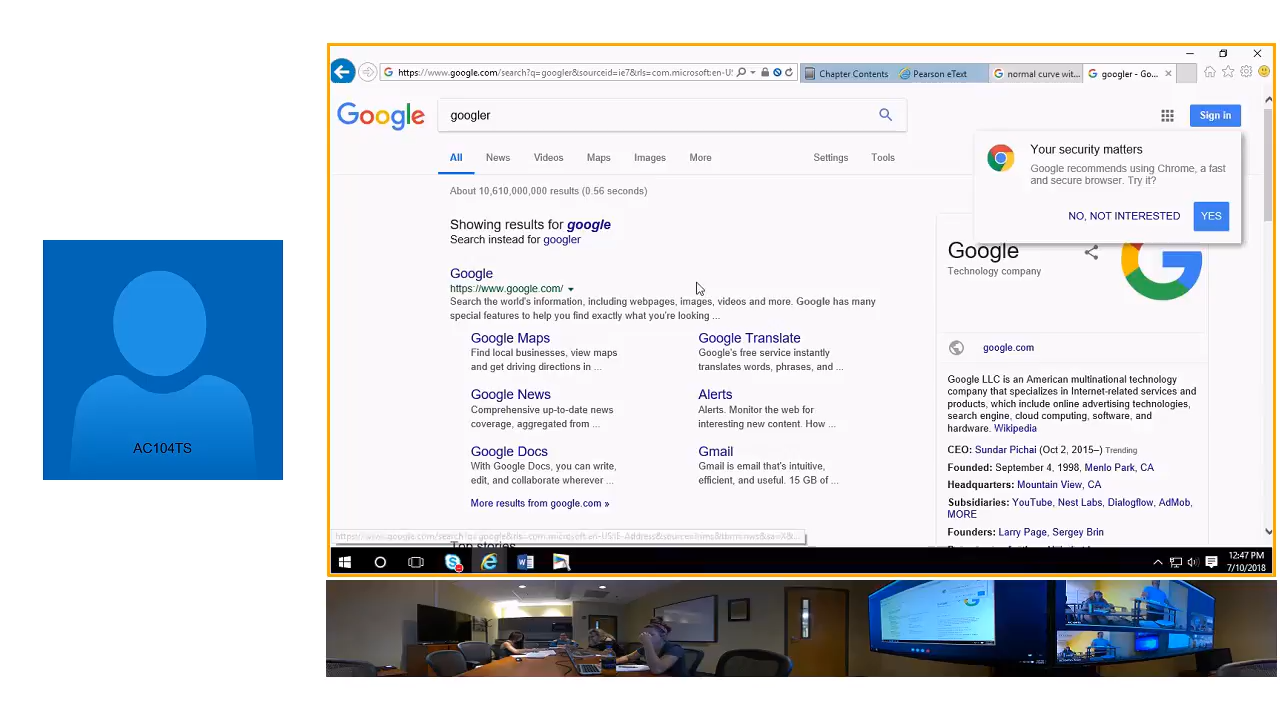 https://www.google.com/search?q=googler&sourceid=ie7&rls=com.microsoft:en-US
Chapter Contents
Pearson eText
normal curve wit...
googler - Go...
Google
googler
Sign in
All
News
Videos
Maps
Images
More
Settings
Tools
Your security matters
Google recommends using Chrome, a fast
and secure browser. Try it?
NO, NOT INTERESTED
YES
About 10,610,000,000 results (0.56 seconds)
Showing results for google
Search instead for googler
Google
https://www.google.com/
Search the world's information, including webpages, images, videos and more. Google has many
special features to help you find exactly what you're looking ...
Google Maps
Find local businesses, view maps
and get driving directions in ...
Google Translate
Google's free service instantly
translates words, phrases, and ...
Google News
Comprehensive up-to-date news
coverage, aggregated from ...
Alerts
Alerts. Monitor the web for
interesting new content. How ...
Google Docs
With Google Docs, you can write,
edit, and collaborate wherever ...
Gmail
Gmail is email that's intuitive,
efficient, and useful. 15 GB of ...
More results from google.com »
Top stories
Google
Technology company
google.com
Google LLC is an American multinational technology
company that specializes in Internet-related services and
products, which include online advertising technologies,
search engine, cloud computing, software, and
hardware. Wikipedia
CEO: Sundar Pichai (Oct 2, 2015–) Trending
Founded: September 4, 1998, Menlo Park, CA
Headquarters: Mountain View, CA
Subsidiaries: YouTube, Nest Labs, Dialogflow, AdMob,
MORE
Founders: Larry Page, Sergey Brin
12:47 PM
7/10/2018
AC104TS